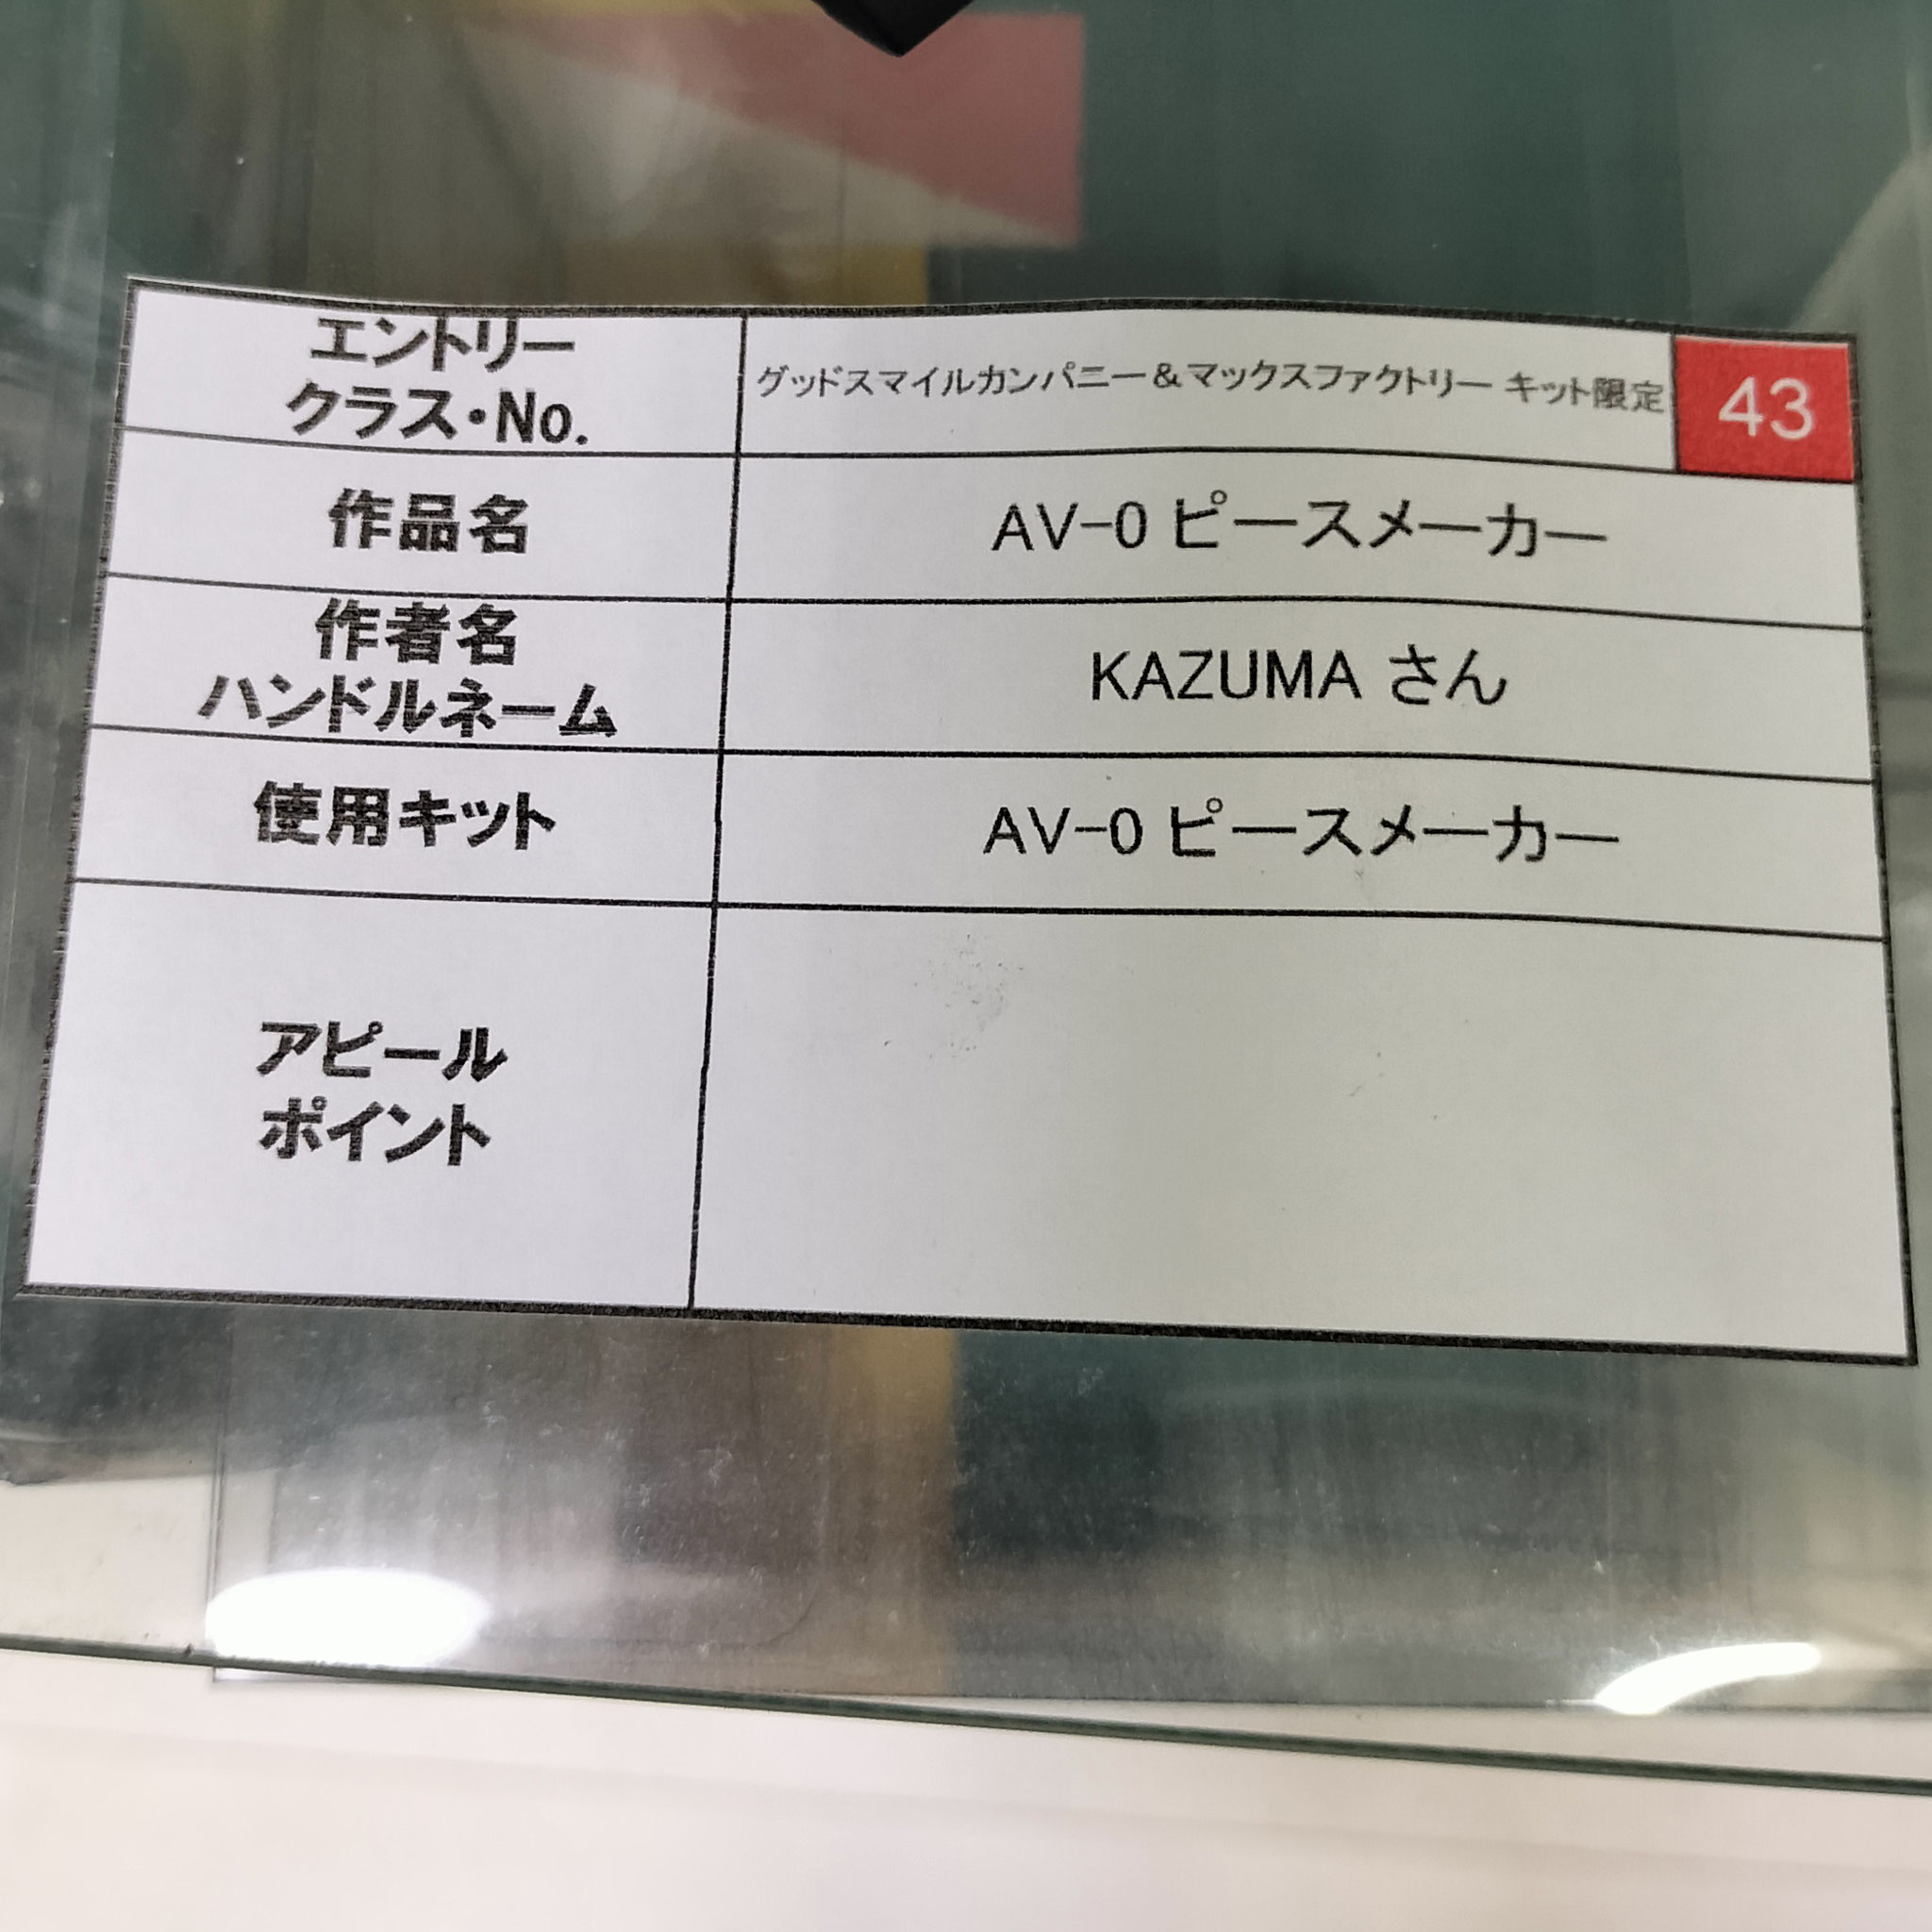 エントリー
クラス・No.
グッドスマイルカンパニー&マックスファクトリー キット限定
43
作品名
AV-0 ピースメーカー
作者名
ハンドルネーム
KAZUMA さん
使用キット
AV-0 ピースメーカー
アピール
ポイント